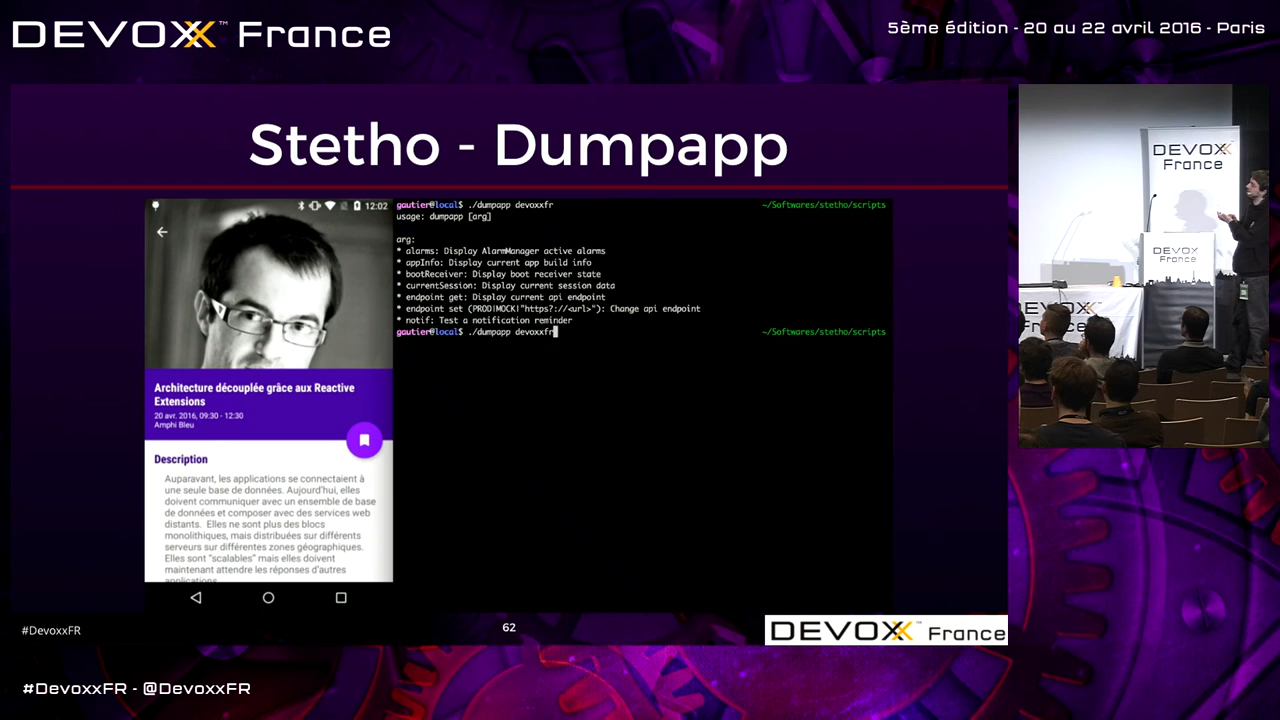 DEVOXX™ France
5ème édition - 20 au 22 avril 2016 - Paris
Stetho - Dumpapp
12:02
Architecture découplée grâce aux Reactive
Extensions
20 avr. 2016, 09:30 - 12:30
Amphi Bleu
Description
Auparavant, les applications se connectaient à
une seule base de données. Aujourd'hui, elles
doivent communiquer avec un ensemble de base
de données et composer avec des services web
distants. Elles ne sont plus des blocs
monolithiques, mais distribuées sur différents
serveurs sur différentes zones géographiques.
Elles sont "scalables" mais elles doivent
maintenant attendre les réponses d'autres
applications.
gautier@local$ ./dumpapp devoxxfr ~/Softwares/stetho/scripts
usage: dumpapp [arg]
arg:
* alarms: Display AlarmManager active alarms
* appInfo: Display current app build info
* bootReceiver: Display boot receiver state
* currentSession: Display current session data
* endpoint get: Display current api endpoint
* endpoint set (PROD|MOCK|"https?://<url>"): Change api endpoint
* notif: Test a notification reminder
gautier@local$ ./dumpapp devoxxfr ~/Softwares/stetho/scripts
DEVOXX
France
DEVOXX
France
DEVOXX
France
#DevoxxFR
62
DEVOXX France
#DevoxxFR - @DevoxxFR